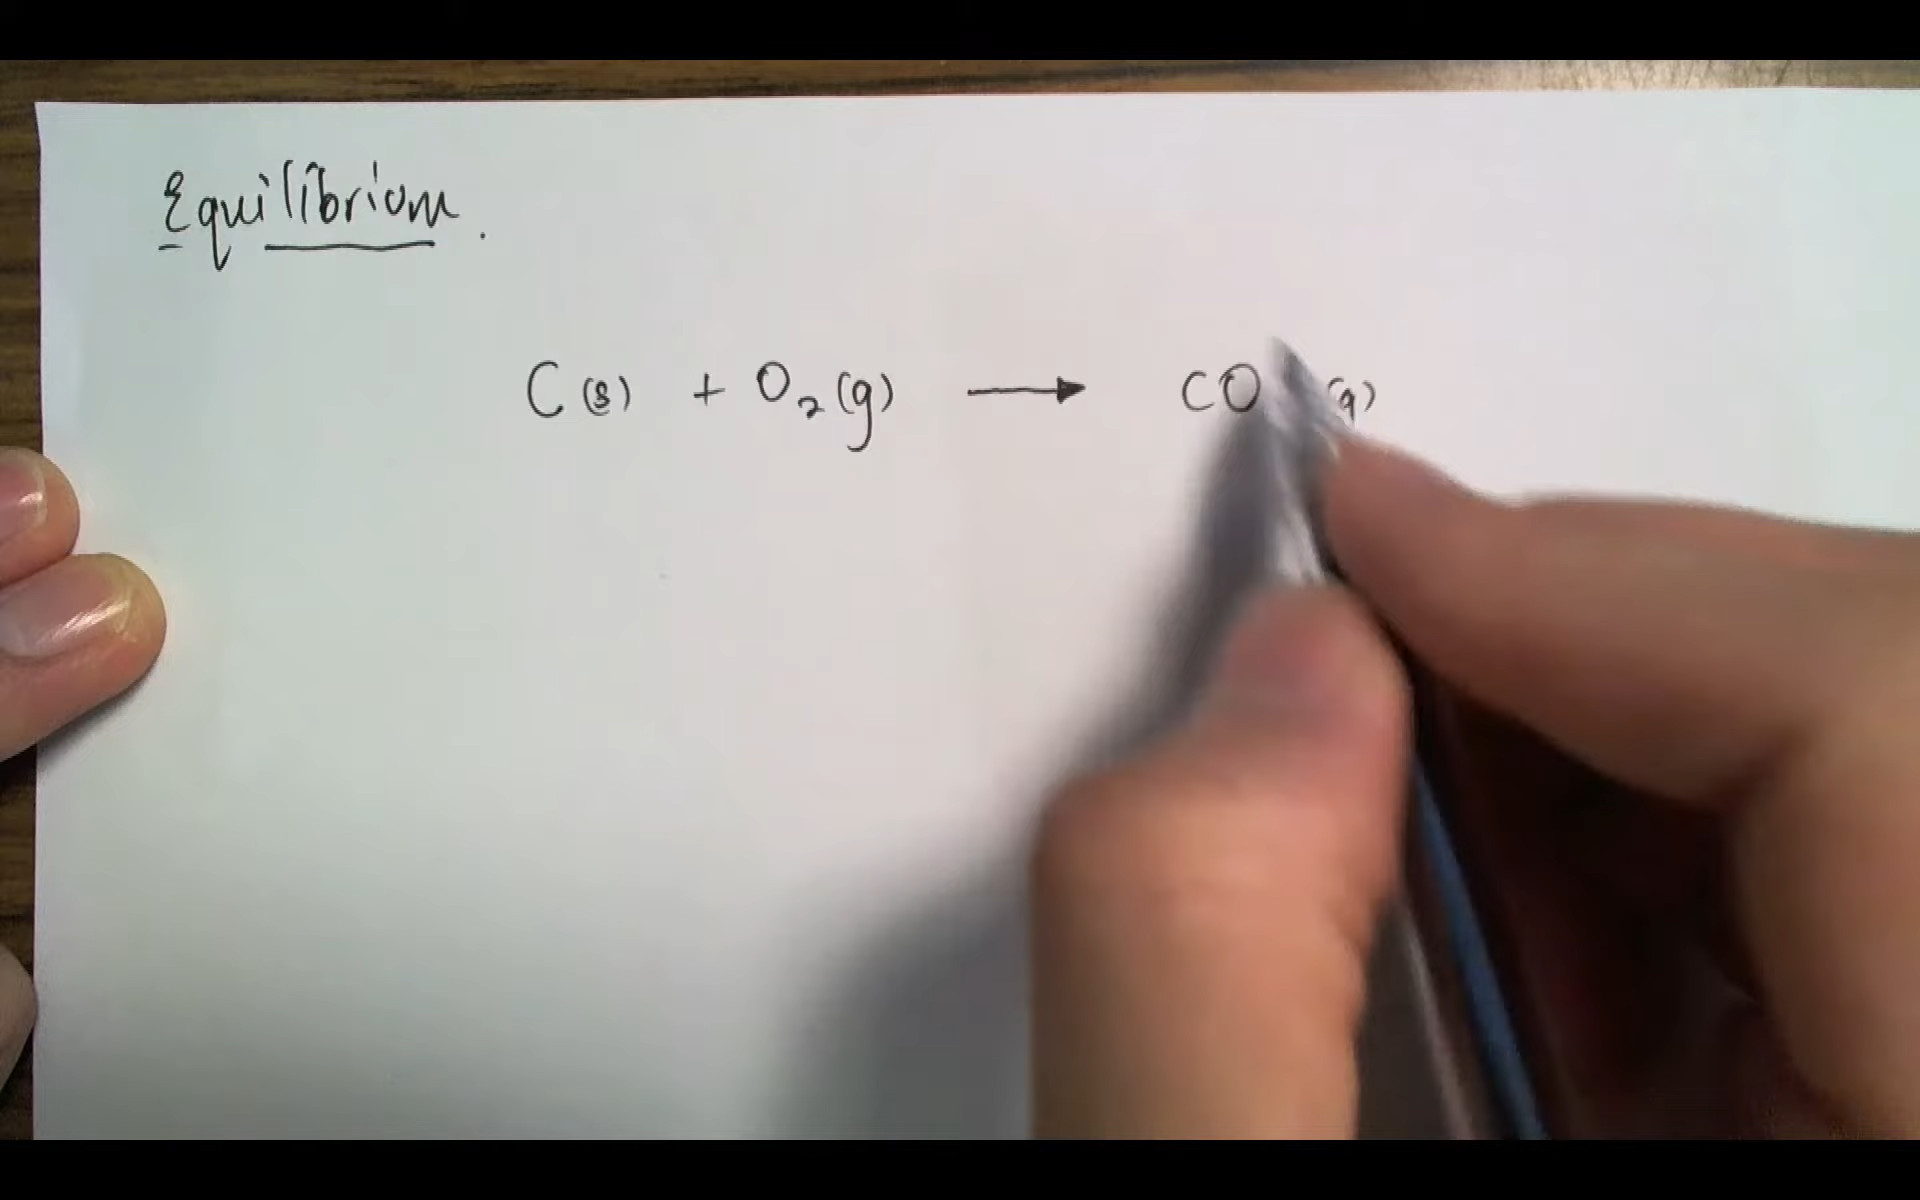 Equilibrium.
C(s) + O₂(g) → CO (g)